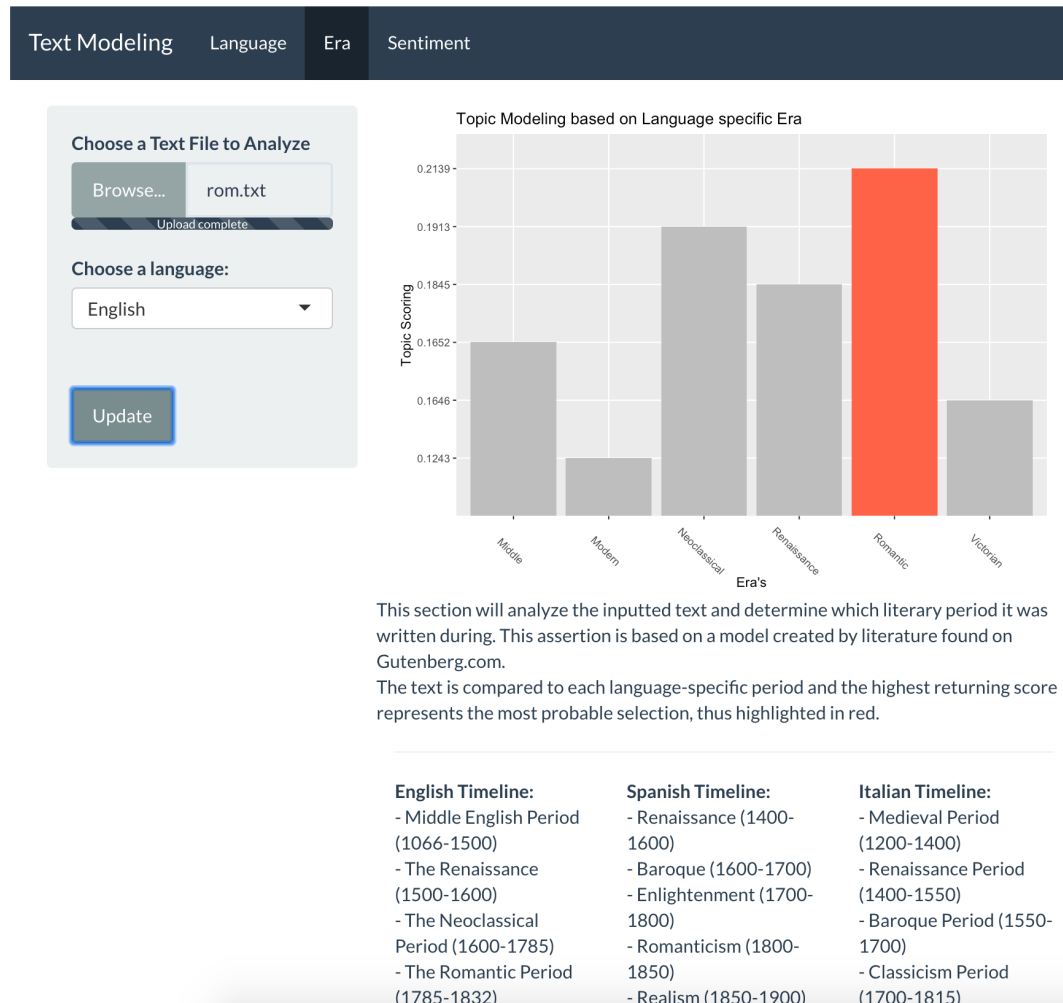 Text Modeling Language Era Sentiment
Choose a Text File to Analyze
Browse... rom.txt
Upload complete
Choose a language:
English
Update
Topic Modeling based on Language specific Era
Topic Scoring
0.2139
0.1913
0.1845
0.1652
0.1646
0.1243
Middle Modern Neoclassical Renaissance Romantic Victorian
Era's
This section will analyze the inputted text and determine which literary period it was
written during. This assertion is based on a model created by literature found on
Gutenberg.com.
The text is compared to each language-specific period and the highest returning score
represents the most probable selection, thus highlighted in red.
English Timeline:
- Middle English Period
(1066-1500)
- The Renaissance
(1500-1600)
- The Neoclassical
Period (1600-1785)
- The Romantic Period
(1785-1832)
Spanish Timeline:
- Renaissance (1400-
1600)
- Baroque (1600-1700)
- Enlightenment (1700-
1800)
- Romanticism (1800-
1850)
- Realism (1850-1900)
Italian Timeline:
- Medieval Period
(1200-1400)
- Renaissance Period
(1400-1550)
- Baroque Period (1550-
1700)
- Classicism Period
(1700-1815)